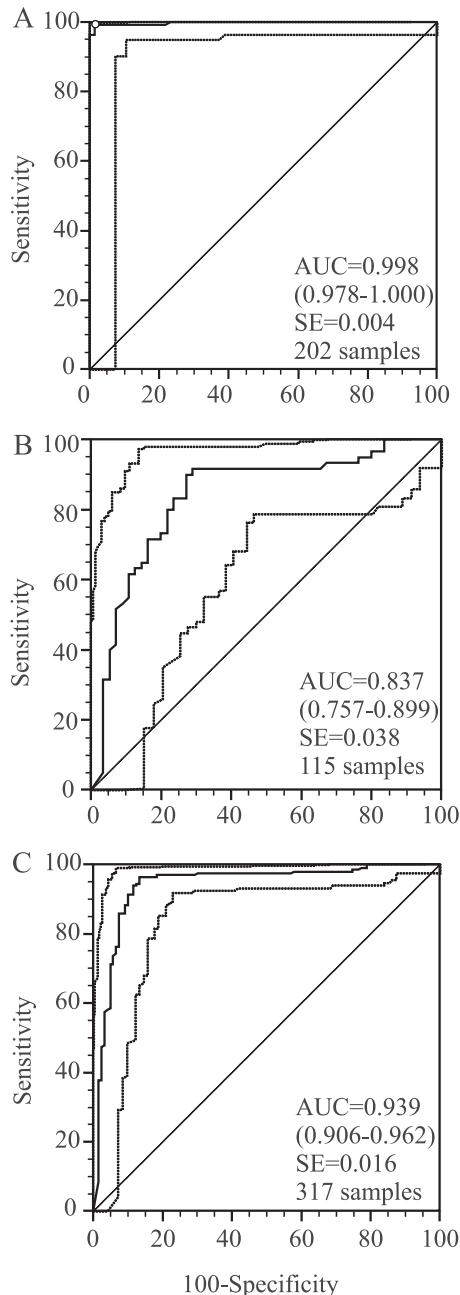 A
100
80
60
40
20
0
Sensitivity
AUC=0.998
(0.978-1.000)
SE=0.004
202 samples
0 20 40 60 80 100
B
100
80
60
40
20
0
Sensitivity
AUC=0.837
(0.757-0.899)
SE=0.038
115 samples
0 20 40 60 80 100
C
100
80
60
40
20
0
Sensitivity
AUC=0.939
(0.906-0.962)
SE=0.016
317 samples
0 20 40 60 80 100
100-Specificity